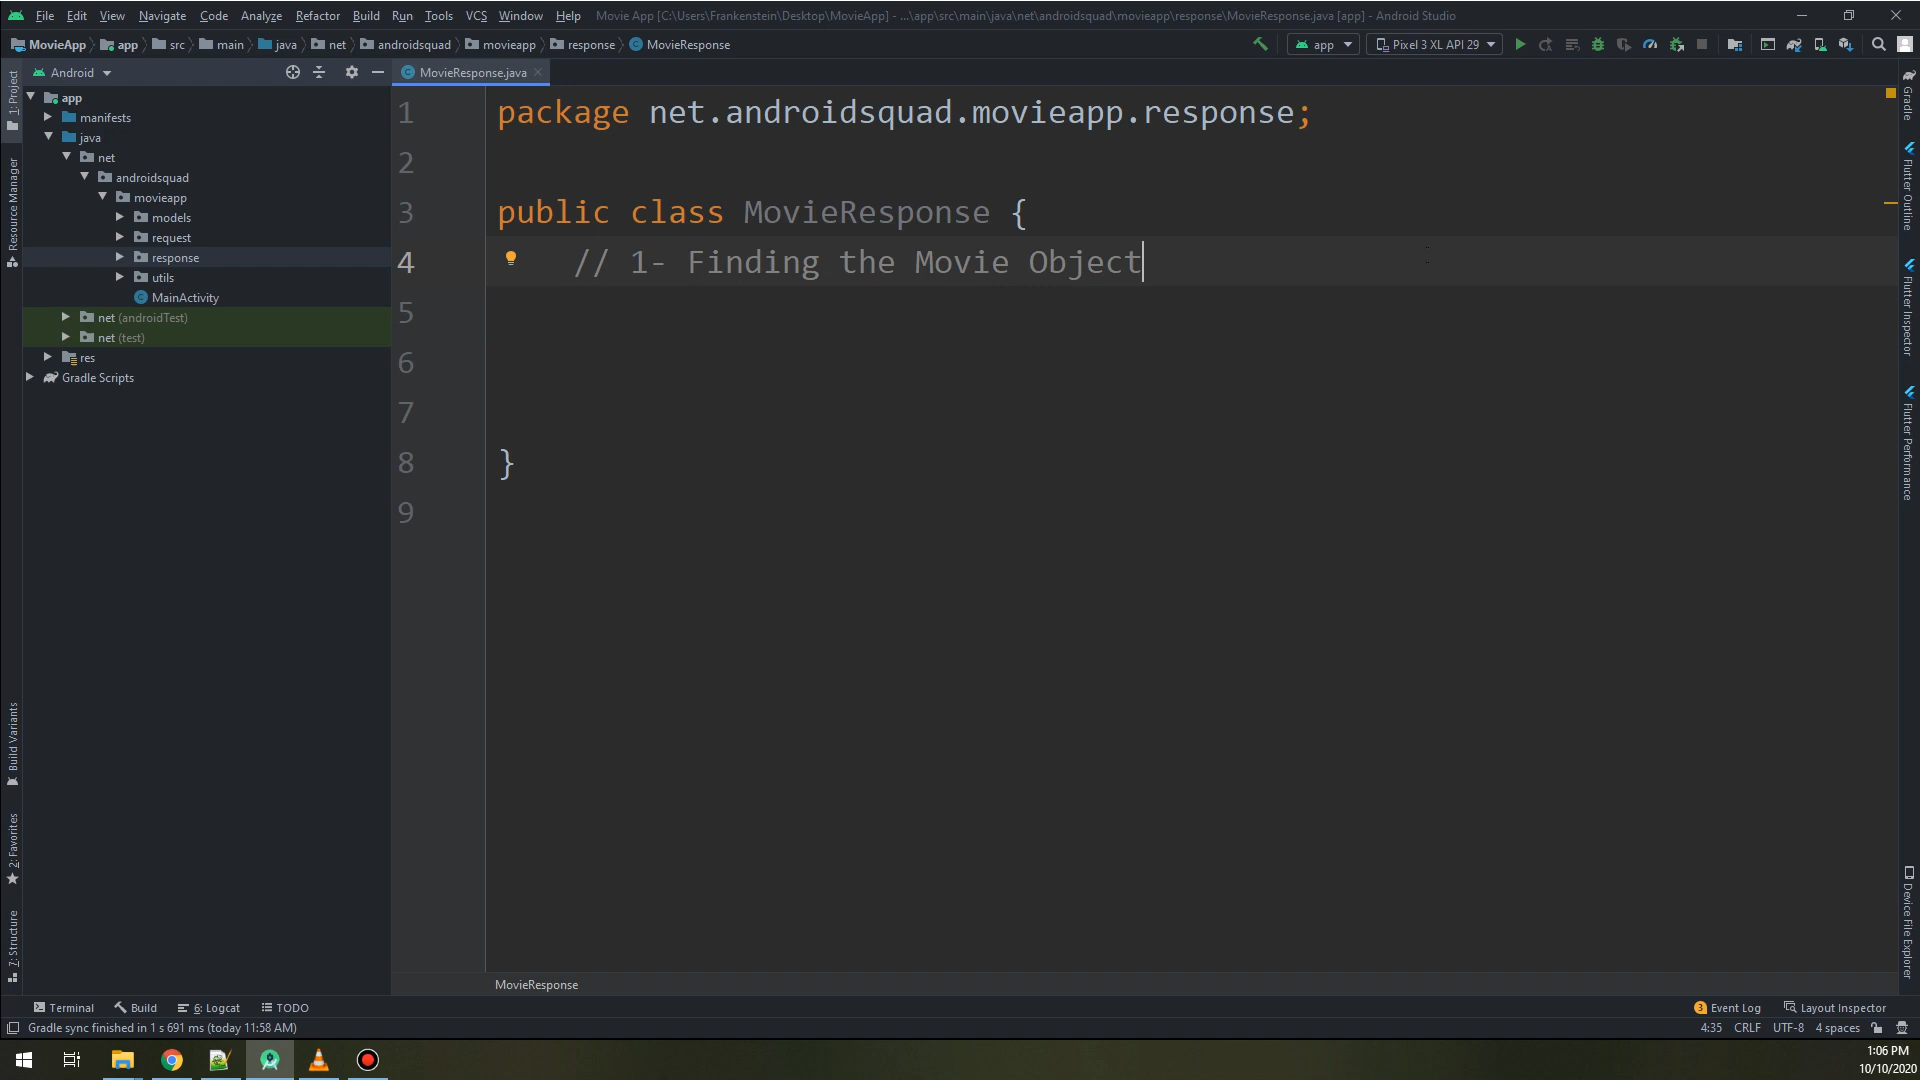 File Edit View Navigate Code Analyze Refactor Build Run Tools VCS Window Help Movie App [C:\Users\Frankenstein\Desktop\MovieApp] - ...\app\src\main\java\net\androidsquad\movieapp\response\MovieResponse.java [app] - Android Studio
MovieApp app src main java net androidsquad movieapp response MovieResponse app Pixel 3 XL API 29
Android MovieResponse.java
app
manifests
java
net
androidsquad
movieapp
models
request
response
utils
MainActivity
net (androidTest)
net (test)
res
Gradle Scripts
1: Project
Resource Manager
Build Variants
2: Favorites
7: Structure
1 package net.androidsquad.movieapp.response;
2
3 public class MovieResponse {
4 // 1- Finding the Movie Object
5
6
7
8 }
9
Gradle
Flutter Outline
Flutter Inspector
Flutter Performance
Device File Explorer
MovieResponse
Terminal Build 6: Logcat TODO 3 Event Log Layout Inspector
Gradle sync finished in 1 s 691 ms (today 11:58 AM) 4:35 CRLF UTF-8 4 spaces
1:06 PM
10/10/2020